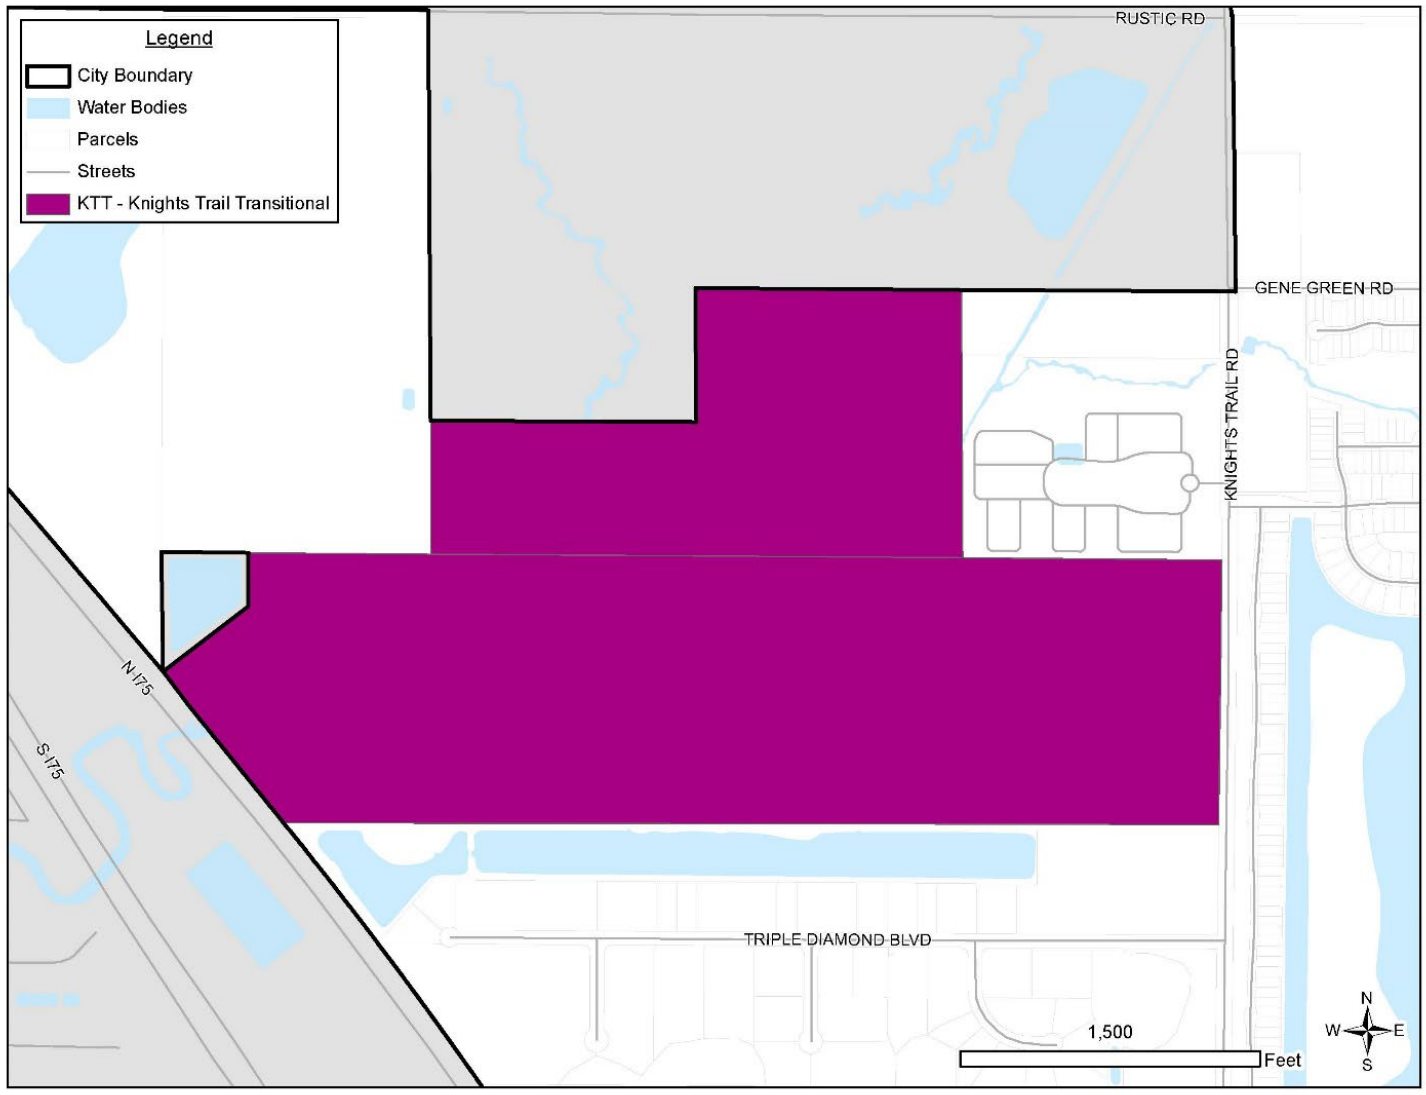 RUSTIC RD
Legend
City Boundary
Water Bodies
Parcels
Streets
KTT - Knights Trail Transitional
GENE GREEN RD
KNIGHTS TRAIL RD
N I75
S I75
TRIPLE DIAMOND BLVD
1,500
Feet
N
W E
S